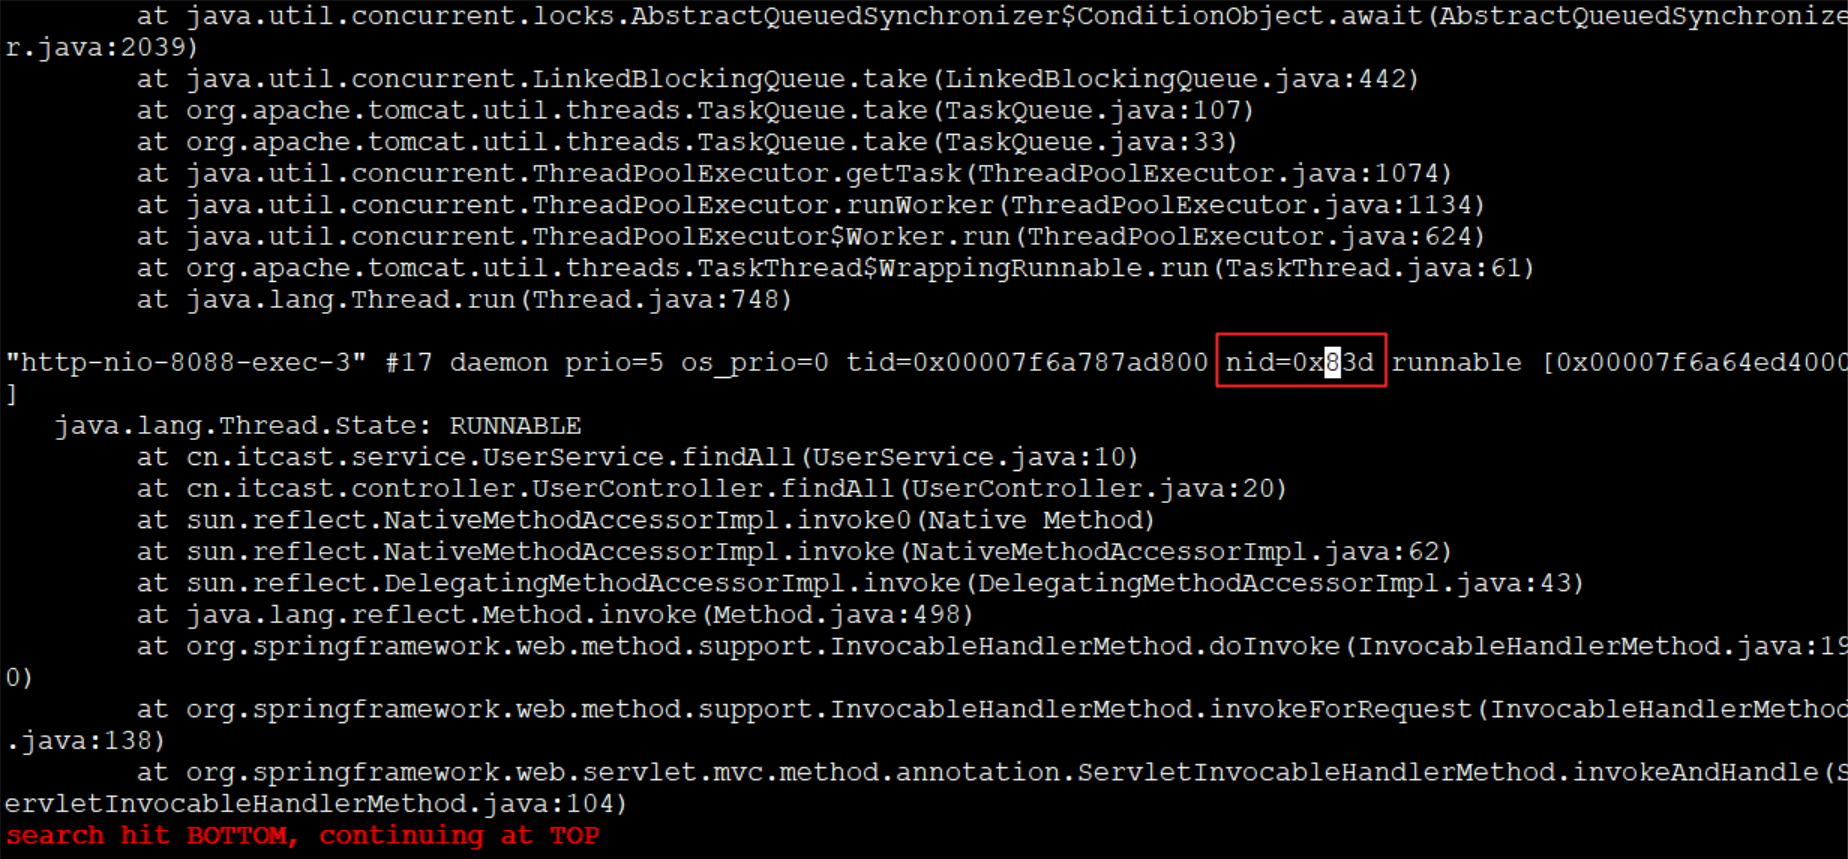 at java.util.concurrent.locks.AbstractQueuedSynchronizer$ConditionObject.await(AbstractQueuedSynchronize
r.java:2039)
at java.util.concurrent.LinkedBlockingQueue.take(LinkedBlockingQueue.java:442)
at org.apache.tomcat.util.threads.TaskQueue.take(TaskQueue.java:107)
at org.apache.tomcat.util.threads.TaskQueue.take(TaskQueue.java:33)
at java.util.concurrent.ThreadPoolExecutor.getTask(ThreadPoolExecutor.java:1074)
at java.util.concurrent.ThreadPoolExecutor.runWorker(ThreadPoolExecutor.java:1134)
at java.util.concurrent.ThreadPoolExecutor$Worker.run(ThreadPoolExecutor.java:624)
at org.apache.tomcat.util.threads.TaskThread$WrappingRunnable.run(TaskThread.java:61)
at java.lang.Thread.run(Thread.java:748)
"http-nio-8088-exec-3" #17 daemon prio=5 os_prio=0 tid=0x00007f6a787ad800 nid=0x83d runnable [0x00007f6a64ed4000
]
java.lang.Thread.State: RUNNABLE
at cn.itcast.service.UserService.findAll(UserService.java:10)
at cn.itcast.controller.UserController.findAll(UserController.java:20)
at sun.reflect.NativeMethodAccessorImpl.invoke0(Native Method)
at sun.reflect.NativeMethodAccessorImpl.invoke(NativeMethodAccessorImpl.java:62)
at sun.reflect.DelegatingMethodAccessorImpl.invoke(DelegatingMethodAccessorImpl.java:43)
at java.lang.reflect.Method.invoke(Method.java:498)
at org.springframework.web.method.support.InvocableHandlerMethod.doInvoke(InvocableHandlerMethod.java:19
0)
at org.springframework.web.method.support.InvocableHandlerMethod.invokeForRequest(InvocableHandlerMethod
.java:138)
at org.springframework.web.servlet.mvc.method.annotation.ServletInvocableHandlerMethod.invokeAndHandle(S
ervletInvocableHandlerMethod.java:104)
search hit BOTTOM, continuing at TOP